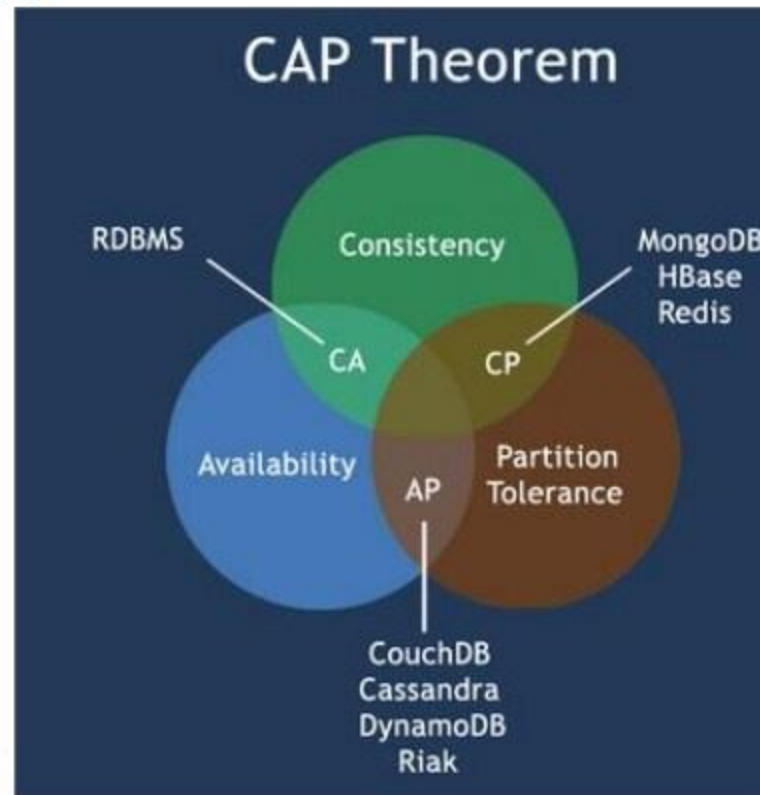 CAP Theorem
RDBMS
Consistency
MongoDB
HBase
Redis
CA
CP
Availability
Partition
Tolerance
AP
CouchDB
Cassandra
DynamoDB
Riak